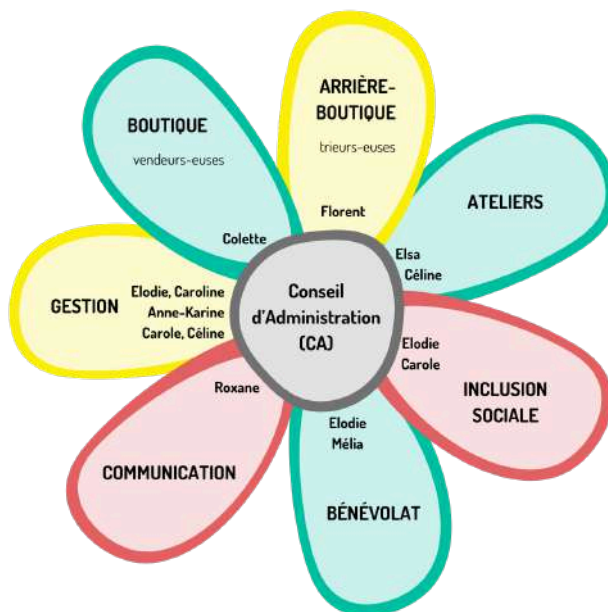 ARRIÈRE-
BOUTIQUE
trieurs-euses
Florent
BOUTIQUE
vendeurs-euses
Colette
ATELIERS
Elsa
Céline
GESTION
Elodie, Caroline
Anne-Karine
Carole, Céline
Conseil
d'Administration
(CA)
Elodie
Carole
INCLUSION
SOCIALE
Roxane
COMMUNICATION
Elodie
Mélia
BÉNÉVOLAT